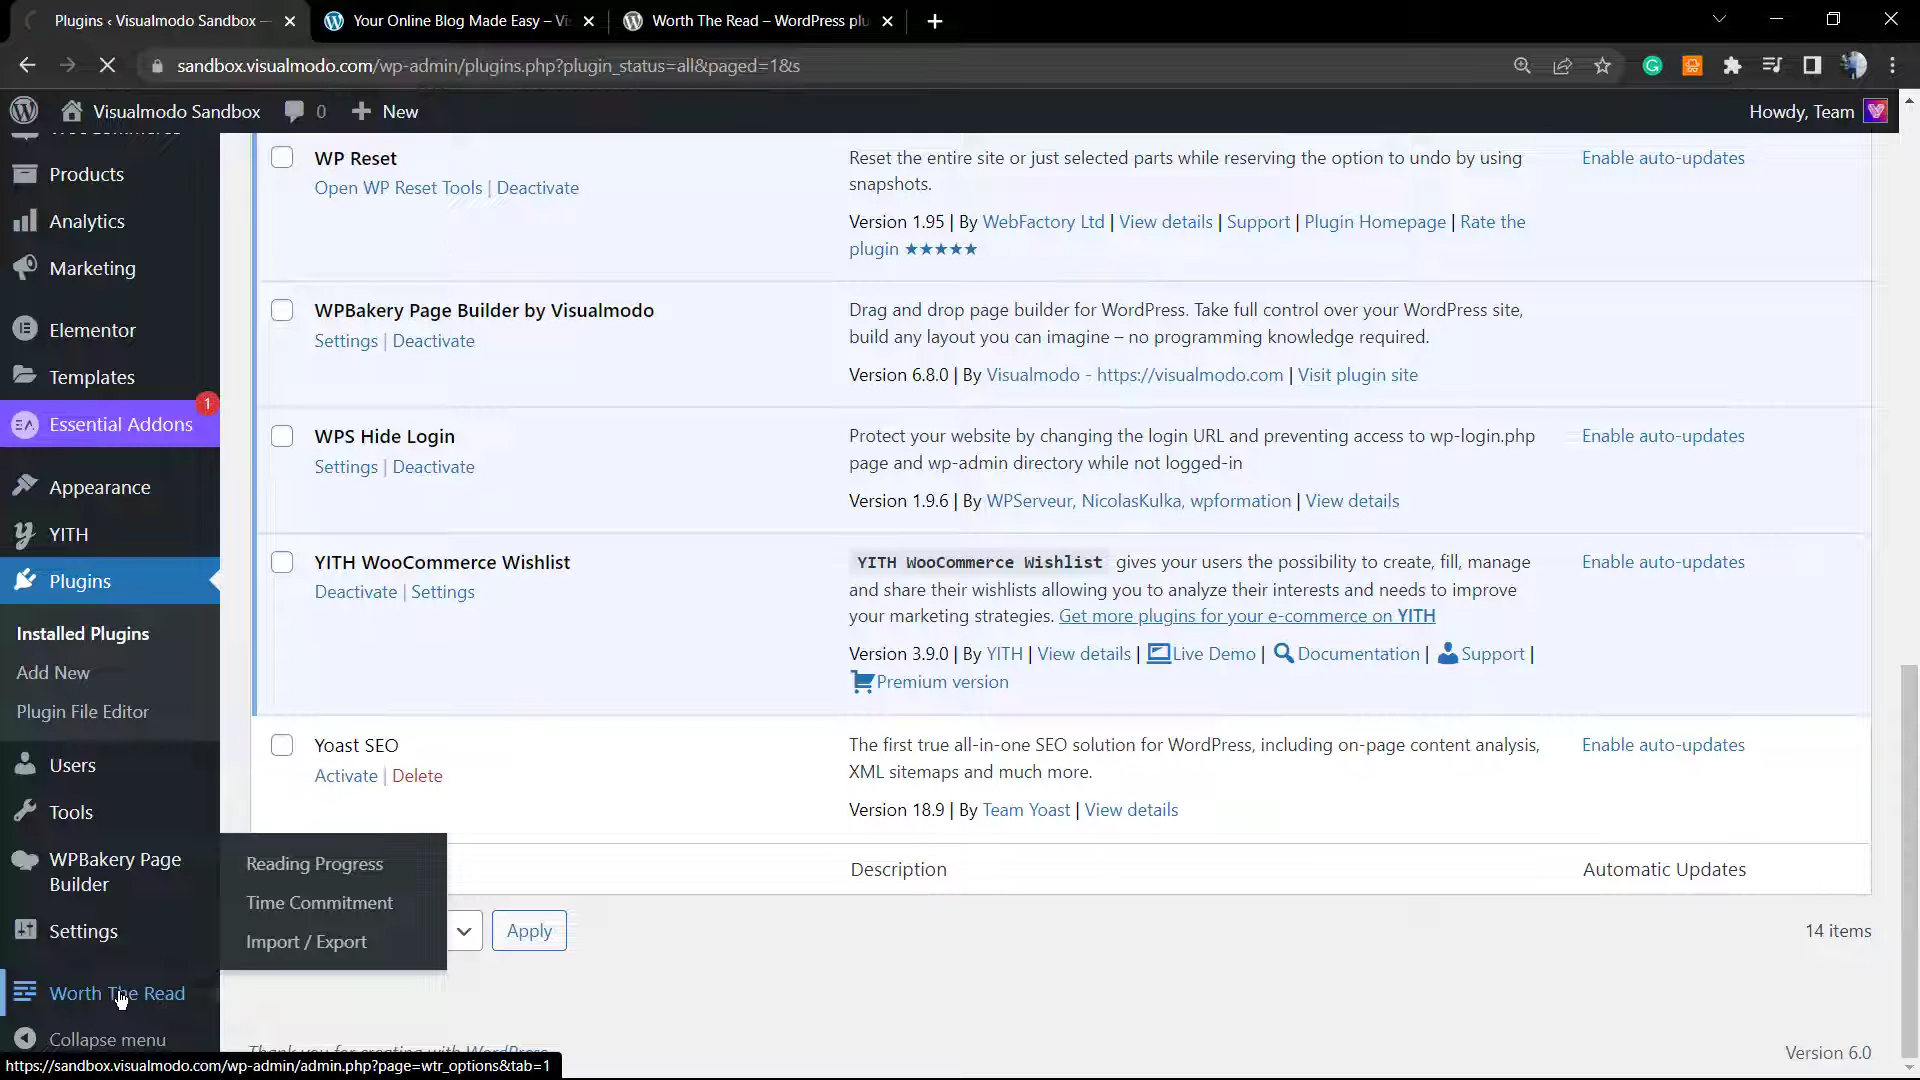 Plugins ‹ Visualmodo Sandbox —
Your Online Blog Made Easy – Vi
Worth The Read – WordPress plu
sandbox.visualmodo.com/wp-admin/plugins.php?plugin_status=all&paged=1&s
Visualmodo Sandbox
0
New
Howdy, Team
WooCommerce
Products
Analytics
Marketing
Elementor
Templates
1
Essential Addons
Appearance
YITH
Plugins
Installed Plugins
Add New
Plugin File Editor
Users
Tools
WPBakery Page
Builder
Settings
Worth The Read
Collapse menu
Reading Progress
Time Commitment
Import / Export
WP Reset
Open WP Reset Tools | Deactivate
Reset the entire site or just selected parts while reserving the option to undo by using
snapshots.
Version 1.95 | By WebFactory Ltd | View details | Support | Plugin Homepage | Rate the
plugin ★★★★★
Enable auto-updates
WPBakery Page Builder by Visualmodo
Settings | Deactivate
Drag and drop page builder for WordPress. Take full control over your WordPress site,
build any layout you can imagine – no programming knowledge required.
Version 6.8.0 | By Visualmodo - https://visualmodo.com | Visit plugin site
WPS Hide Login
Settings | Deactivate
Protect your website by changing the login URL and preventing access to wp-login.php
page and wp-admin directory while not logged-in
Version 1.9.6 | By WPServeur, NicolasKulka, wpformation | View details
Enable auto-updates
YITH WooCommerce Wishlist
Deactivate | Settings
YITH WooCommerce Wishlist gives your users the possibility to create, fill, manage
and share their wishlists allowing you to analyze their interests and needs to improve
your marketing strategies. Get more plugins for your e-commerce on YITH
Version 3.9.0 | By YITH | View details | Live Demo | Documentation | Support |
Premium version
Enable auto-updates
Yoast SEO
Activate | Delete
The first true all-in-one SEO solution for WordPress, including on-page content analysis,
XML sitemaps and much more.
Version 18.9 | By Team Yoast | View details
Enable auto-updates
Description
Automatic Updates
Apply
14 items
Thank you for creating with WordPress.
Version 6.0
https://sandbox.visualmodo.com/wp-admin/admin.php?page=wtr_options&tab=1